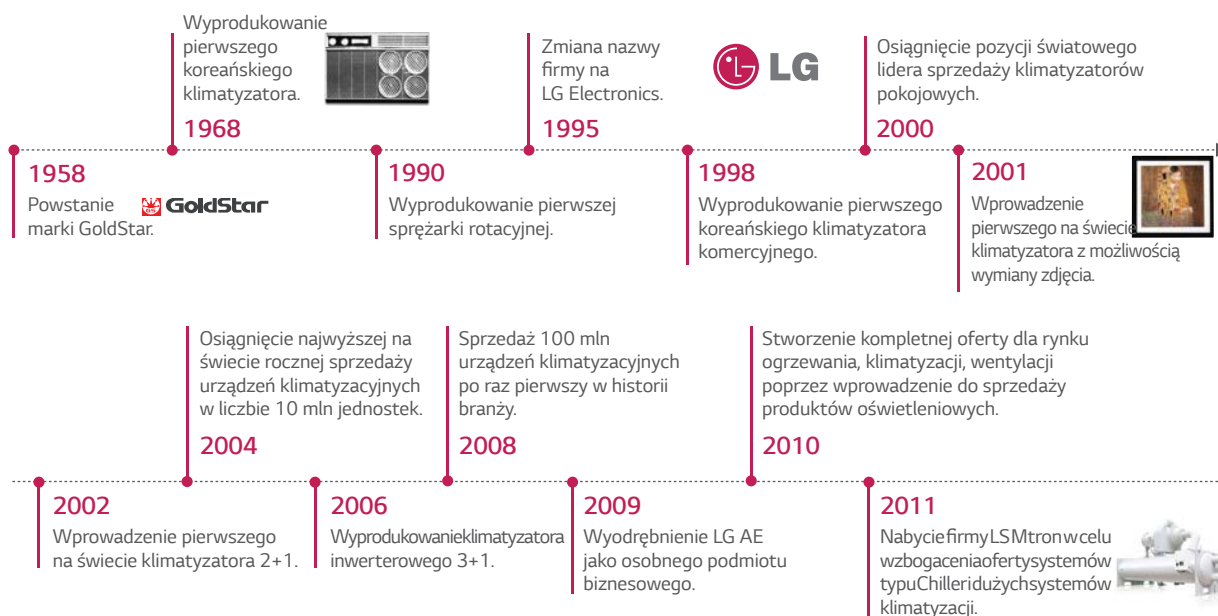 Wyprodukowanie
pierwszego
koreańskiego
klimatyzatora.
1968
Zmiana nazwy
firmy na
LG Electronics.
1995
LG
Osiągnięcie pozycji światowego
lidera sprzedaży klimatyzatorów
pokojowych.
2000
1958
Powstanie
marki GoldStar.
GoldStar
1990
Wyprodukowanie pierwszej
sprężarki rotacyjnej.
1998
Wyprodukowanie pierwszego
koreańskiego klimatyzatora
komercyjnego.
2001
Wprowadzenie
pierwszego na świecie
klimatyzatora z możliwością
wymiany zdjęcia.
Osiągnięcie najwyższej na
świecie rocznej sprzedaży
urządzeń klimatyzacyjnych
w liczbie 10 mln jednostek.
2004
Sprzedaż 100 mln
urządzeń klimatyzacyjnych
po raz pierwszy w historii
branży.
2008
Stworzenie kompletnej oferty dla rynku
ogrzewania, klimatyzacji, wentylacji
poprzez wprowadzenie do sprzedaży
produktów oświetleniowych.
2010
2002
Wprowadzenie pierwszego
na świecie klimatyzatora 2+1.
2006
Wyprodukowanieklimatyzatora
inwerterowego 3+1.
2009
Wyodrębnienie LG AE
jako osobnego podmiotu
biznesowego.
2011
NabyciefirmyLSMtronwcelu
wzbogaceniaofertysystemów
typuChilleridużychsystemów
klimatyzacji.